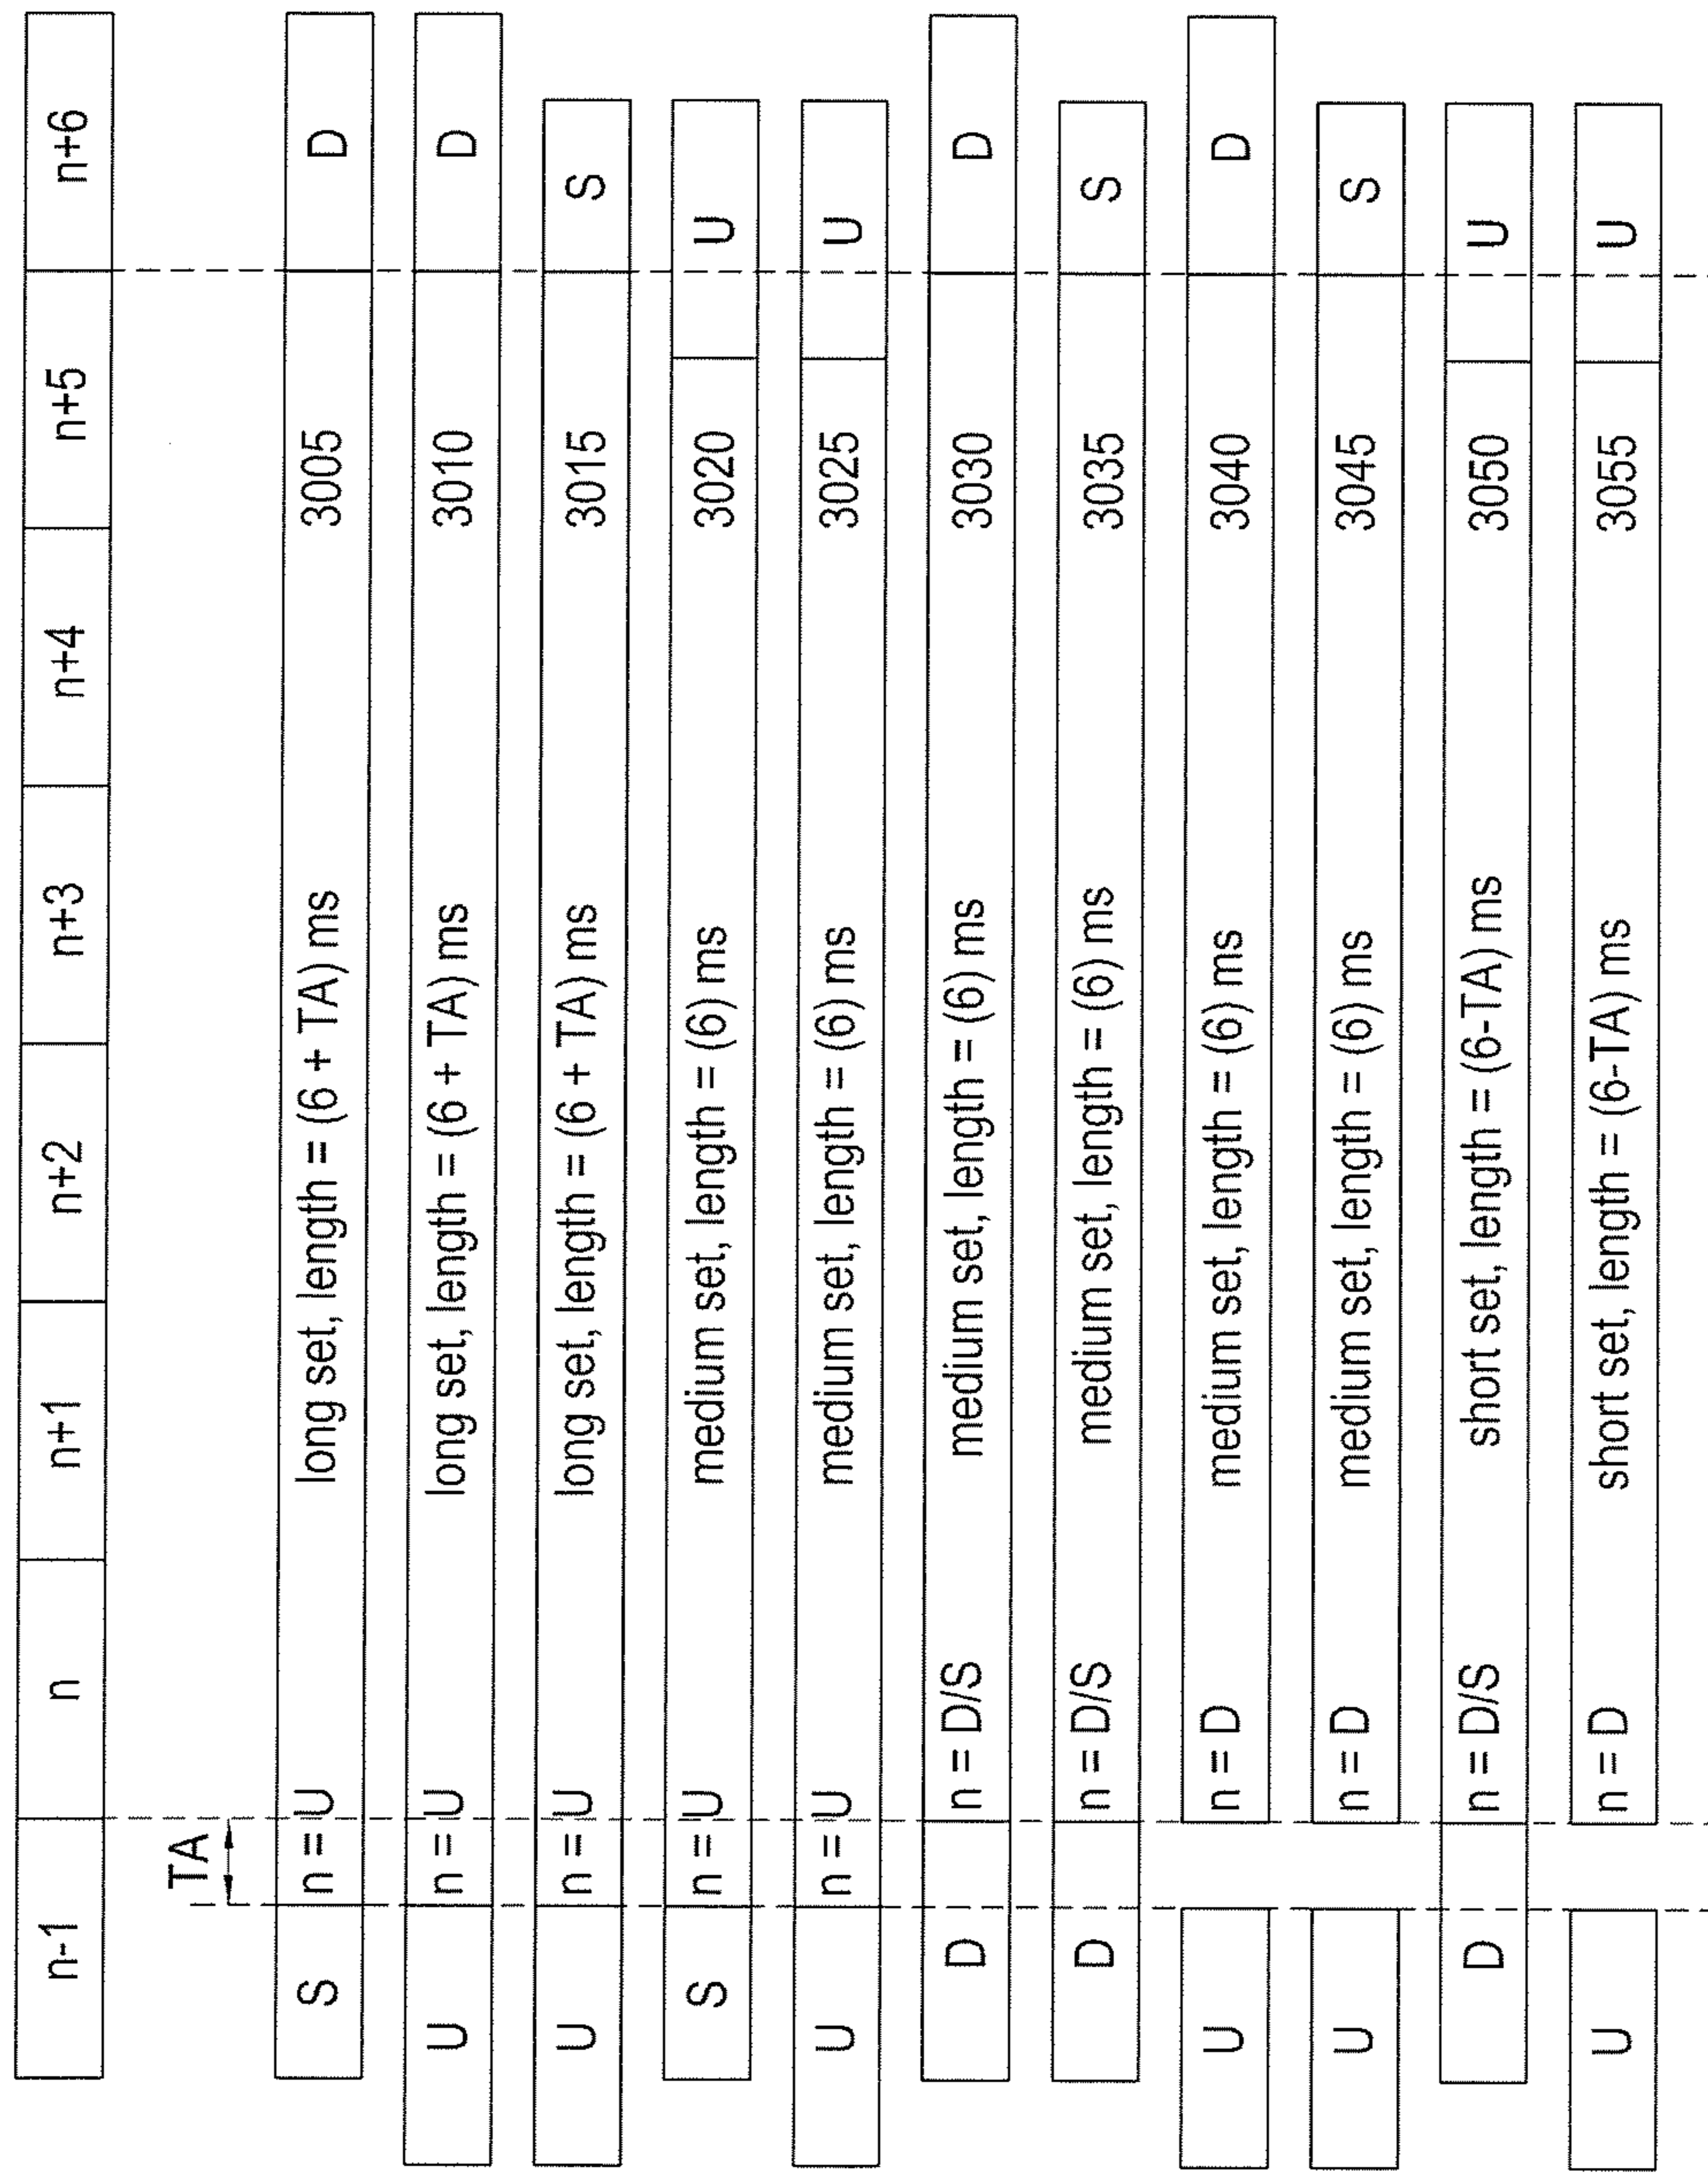 n-1 n n+1 n+2 n+3 n+4 n+5 n+6
TA
S n = U long set, length = (6 + TA) ms 3005 D
U n = U long set, length = (6 + TA) ms 3010 D
U n = U long set, length = (6 + TA) ms 3015 S
S n = U medium set, length = (6) ms 3020 U
U n = U medium set, length = (6) ms 3025 U
D n = D/S medium set, length = (6) ms 3030 D
D n = D/S medium set, length = (6) ms 3035 S
U n = D medium set, length = (6) ms 3040 D
U n = D medium set, length = (6) ms 3045 S
D n = D/S short set, length = (6-TA) ms 3050 U
U n = D short set, length = (6-TA) ms 3055 U